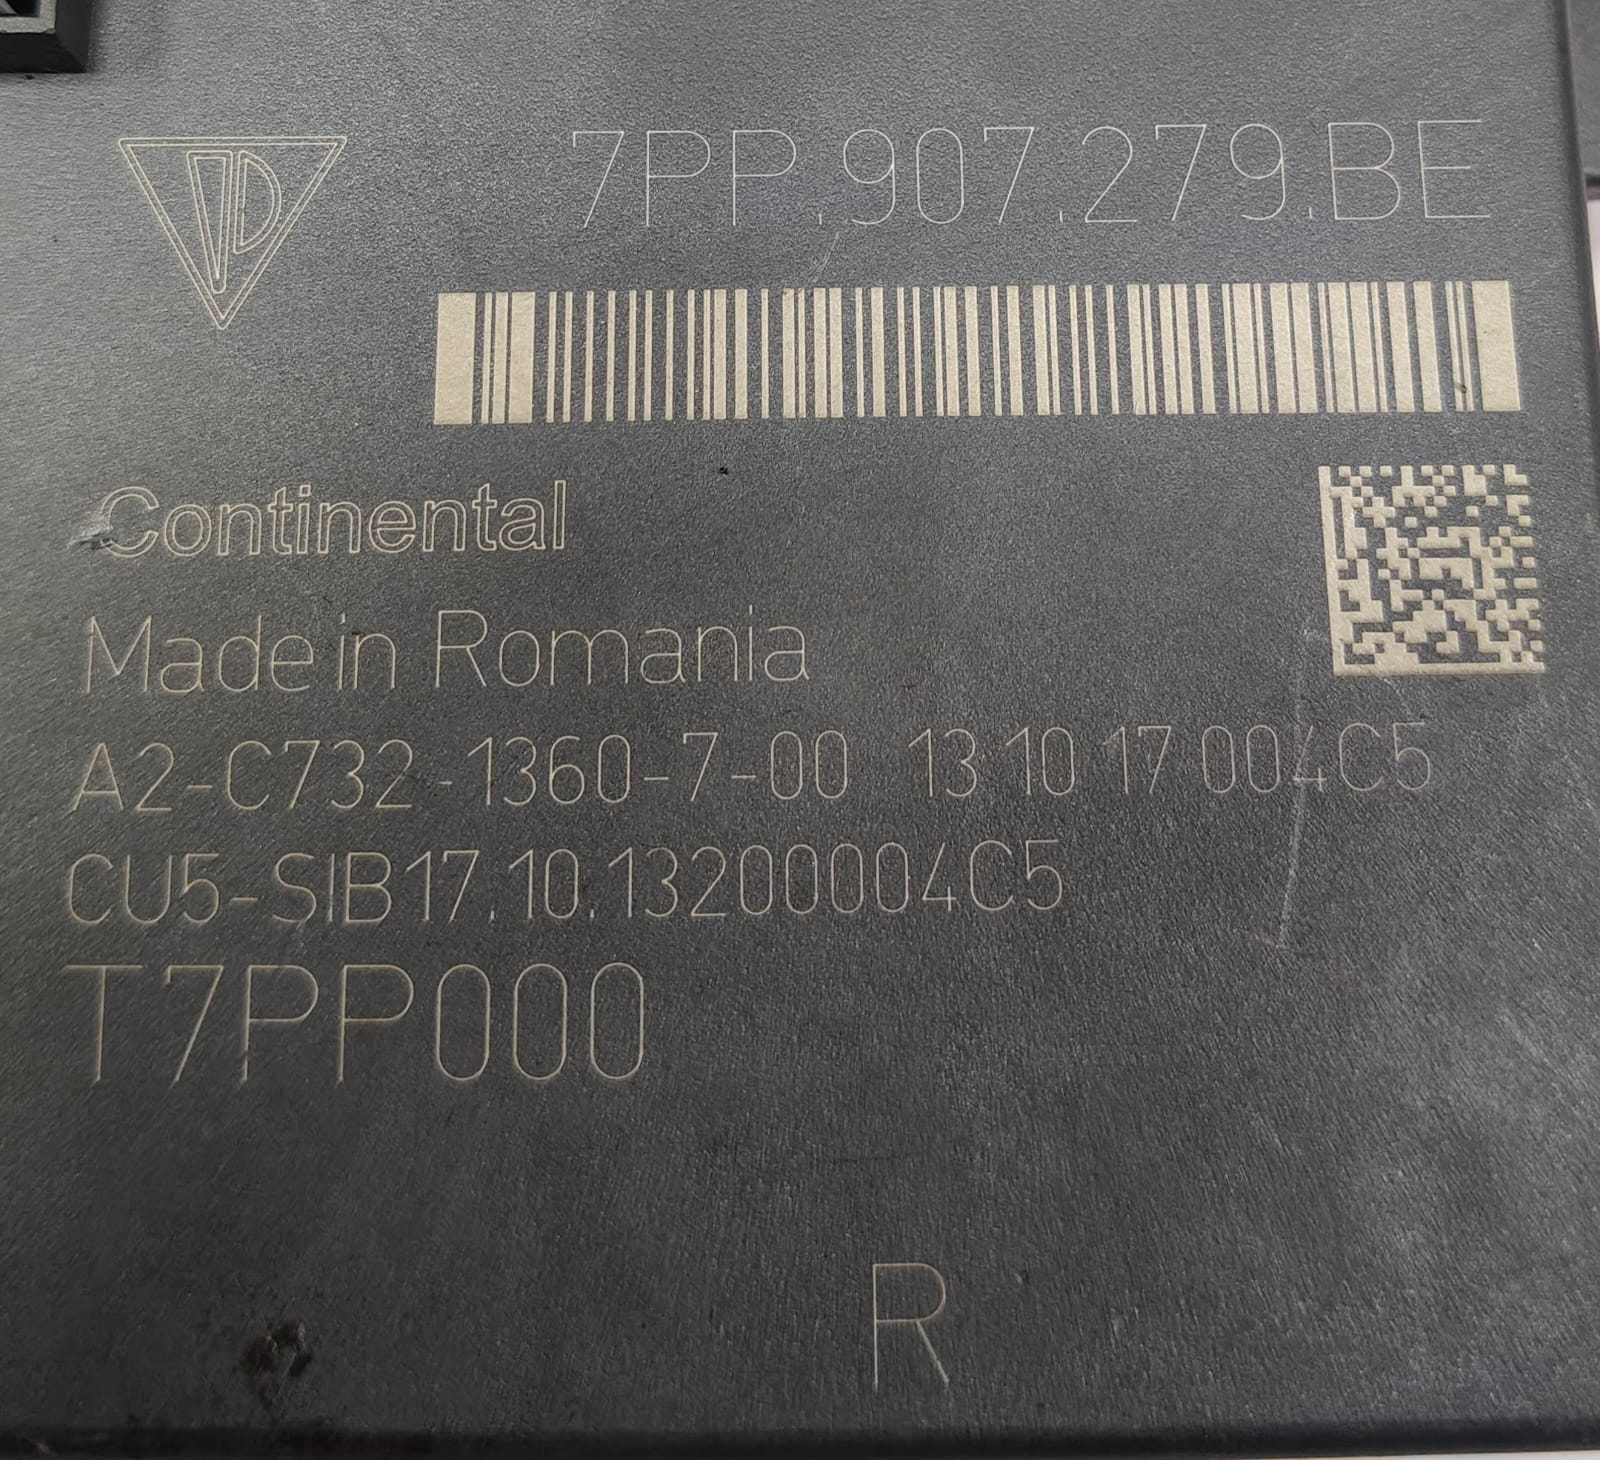 7PP.907.279.BE
Continental
Made in Romania
A2-C732-1360-7-00 13 10 17 004C5
CU5-SIB17.10.13200004C5
T7PP000
R